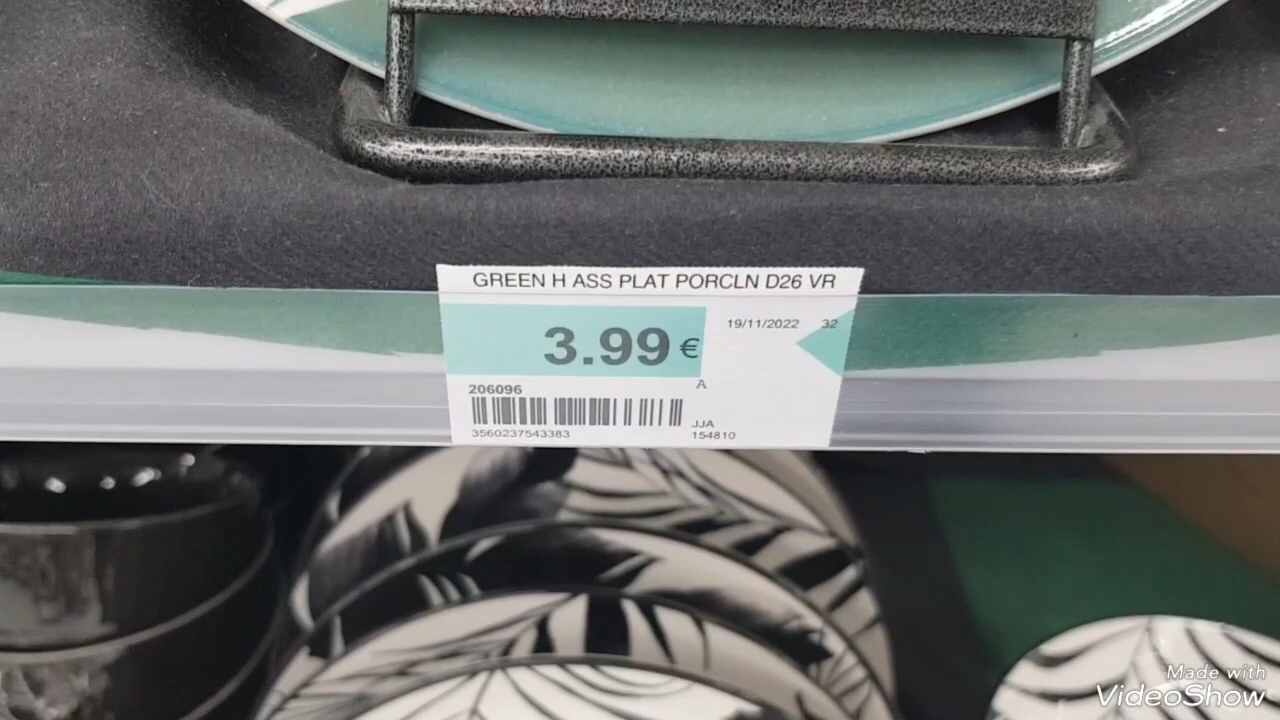 GREEN H ASS PLAT PORCLN D26 VR
19/11/2022 32
3.99 €
A
206096
3560237543383
JJA
154810
Made with
VideoShow